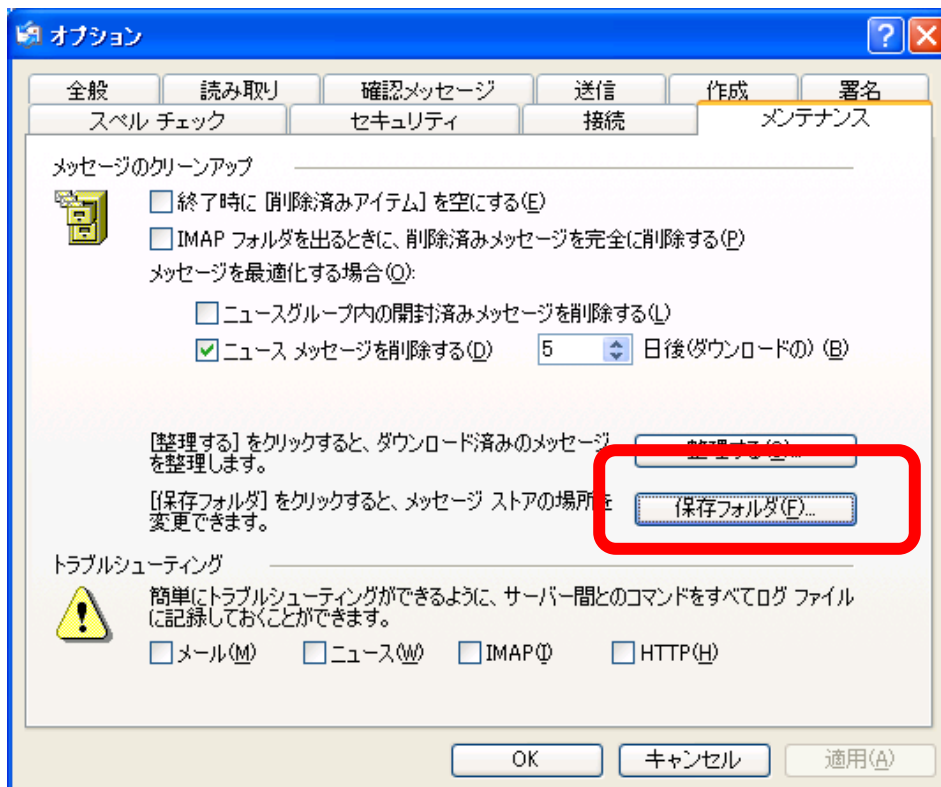 オプション
全般 読み取り 確認メッセージ 送信 作成 署名
スペル チェック セキュリティ 接続 メンテナンス
メッセージのクリーンアップ
終了時に [削除済みアイテム] を空にする(E)
IMAP フォルダを出るときに、削除済みメッセージを完全に削除する(P)
メッセージを最適化する場合(O):
ニュースグループ内の開封済みメッセージを削除する(L)
ニュース メッセージを削除する(D) 5 日後(ダウンロードの) (B)
[整理する] をクリックすると、ダウンロード済みのメッセージ
を整理します。
整理する(C)...
[保存フォルダ] をクリックすると、メッセージ ストアの場所を
変更できます。
保存フォルダ(F)...
トラブルシューティング
簡単にトラブルシューティングができるように、サーバー間とのコマンドをすべてログ ファイル
に記録しておくことができます。
メール(M) ニュース(W) IMAP(I) HTTP(H)
OK キャンセル 適用(A)